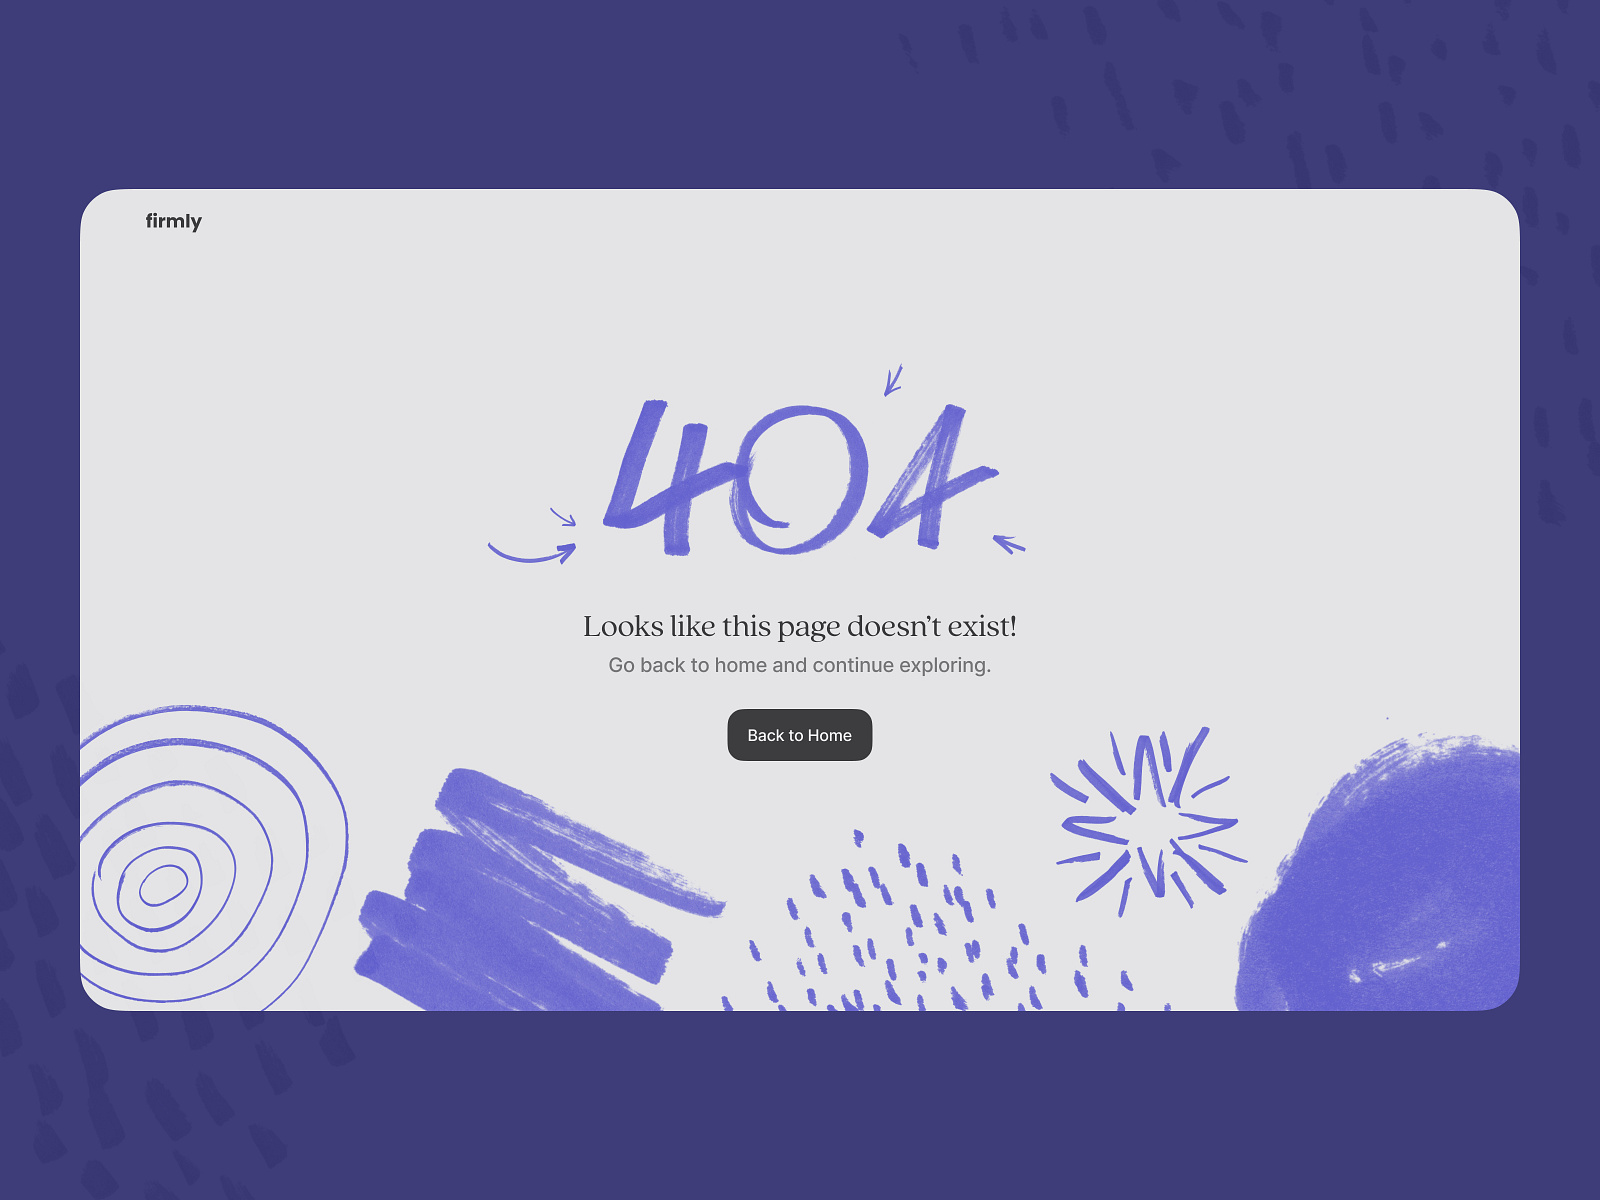 firmly
404
Looks like this page doesn’t exist!
Go back to home and continue exploring.
Back to Home